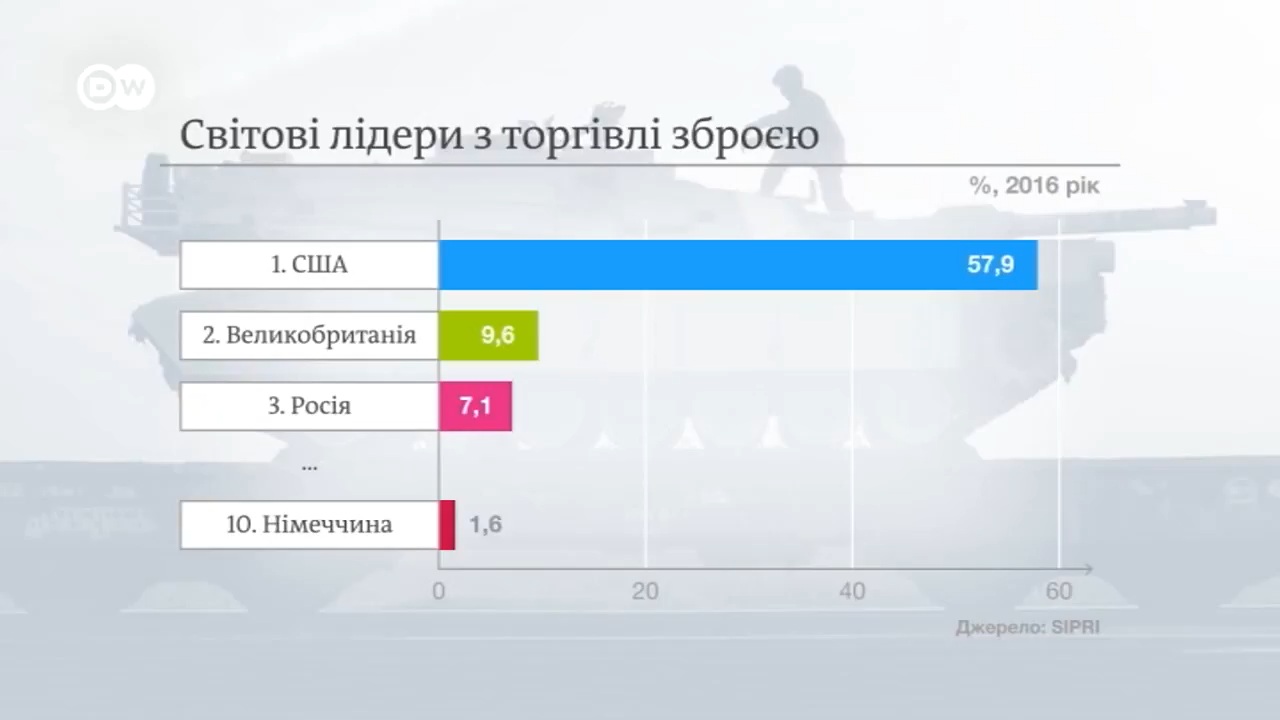 DW
Світові лідери з торгівлі зброєю
%, 2016 рік
1. США
57,9
2. Великобританія
9,6
3. Росія
7,1
...
10. Німеччина
1,6
0 20 40 60
Джерело: SIPRI